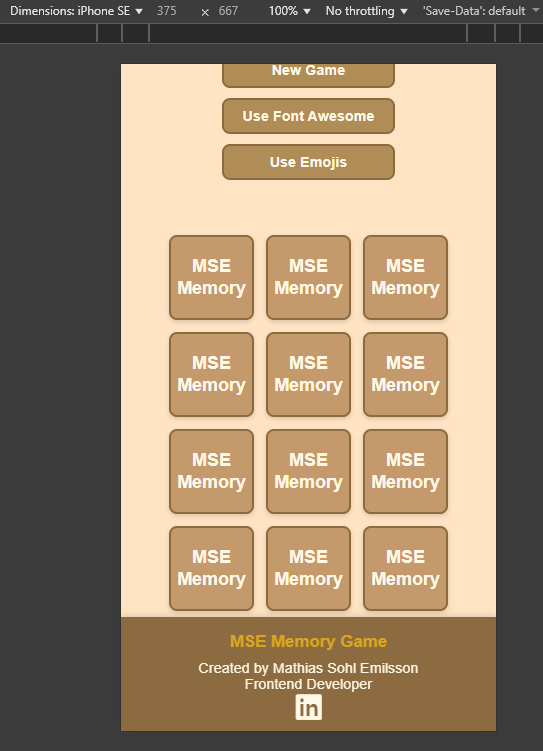 Dimensions: iPhone SE ▼ 375 × 667 100% ▼ No throttling ▼ 'Save-Data': default ▼
New Game
Use Font Awesome
Use Emojis
MSE MSE MSE
Memory Memory Memory
MSE MSE MSE
Memory Memory Memory
MSE MSE MSE
Memory Memory Memory
MSE MSE MSE
Memory Memory Memory
MSE Memory Game
Created by Mathias Sohl Emilsson
Frontend Developer
in